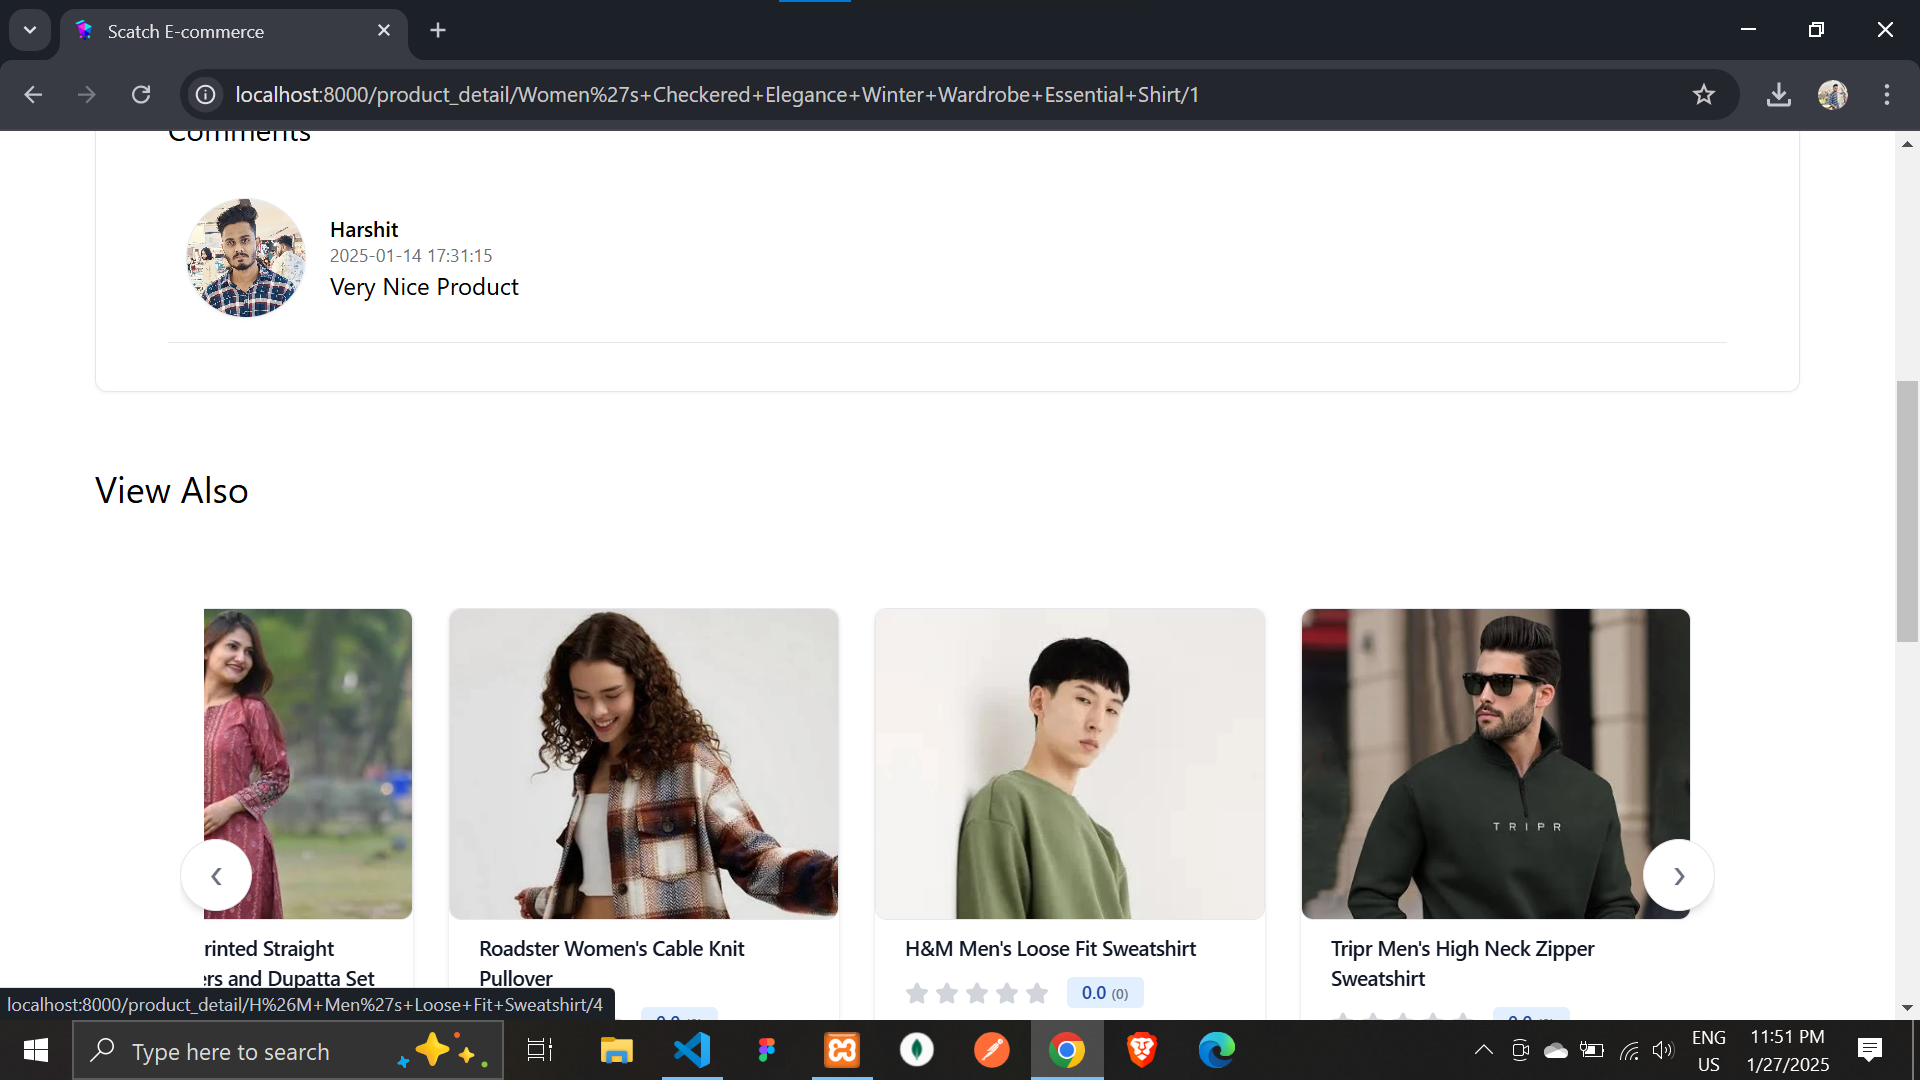 Scatch E-commerce
localhost:8000/product_detail/Women%27s+Checkered+Elegance+Winter+Wardrobe+Essential+Shirt/1
Comments
Harshit
2025-01-14 17:31:15
Very Nice Product
View Also
TRIPR
rinted Straight
ers and Dupatta Set
Roadster Women's Cable Knit
Pullover
H&M Men's Loose Fit Sweatshirt
0.0 (0)
Tripr Men's High Neck Zipper
Sweatshirt
localhost:8000/product_detail/H%26M+Men%27s+Loose+Fit+Sweatshirt/4
Type here to search
ENG
US
11:51 PM
1/27/2025